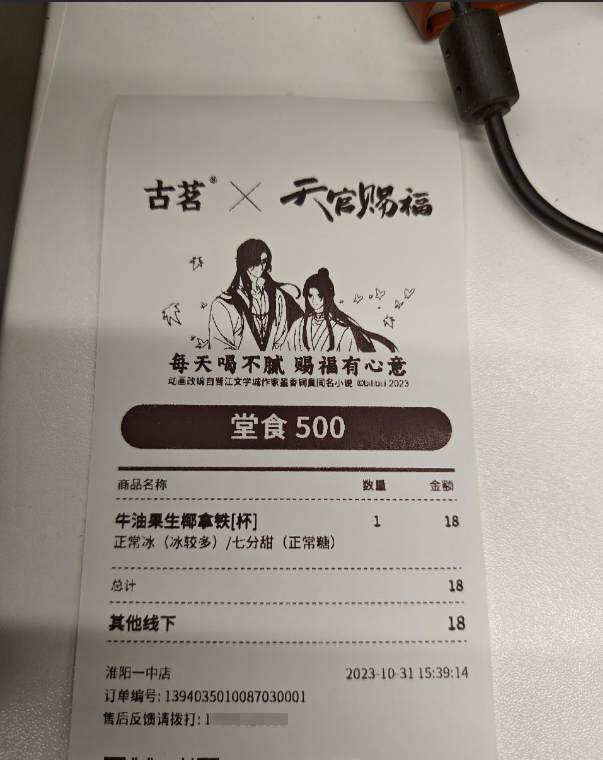 古茗® × 天官赐福
每天喝不腻 赐福有心意
动画改编自晋江文学城作家墨香铜臭同名小说 ©bilibili 2023
堂食 500
商品名称 数量 金额
牛油果生椰拿铁[杯] 1 18
正常冰（冰较多）/七分甜（正常糖）
总计 18
其他线下 18
淮阳一中店 2023-10-31 15:39:14
订单编号: 1394035010087030001
售后反馈请拨打: 1